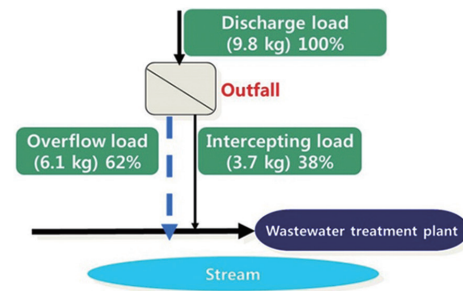 Discharge load
(9.8 kg) 100%
Outfall
Overflow load
(6.1 kg) 62%
Intercepting load
(3.7 kg) 38%
Wastewater treatment plant
Stream